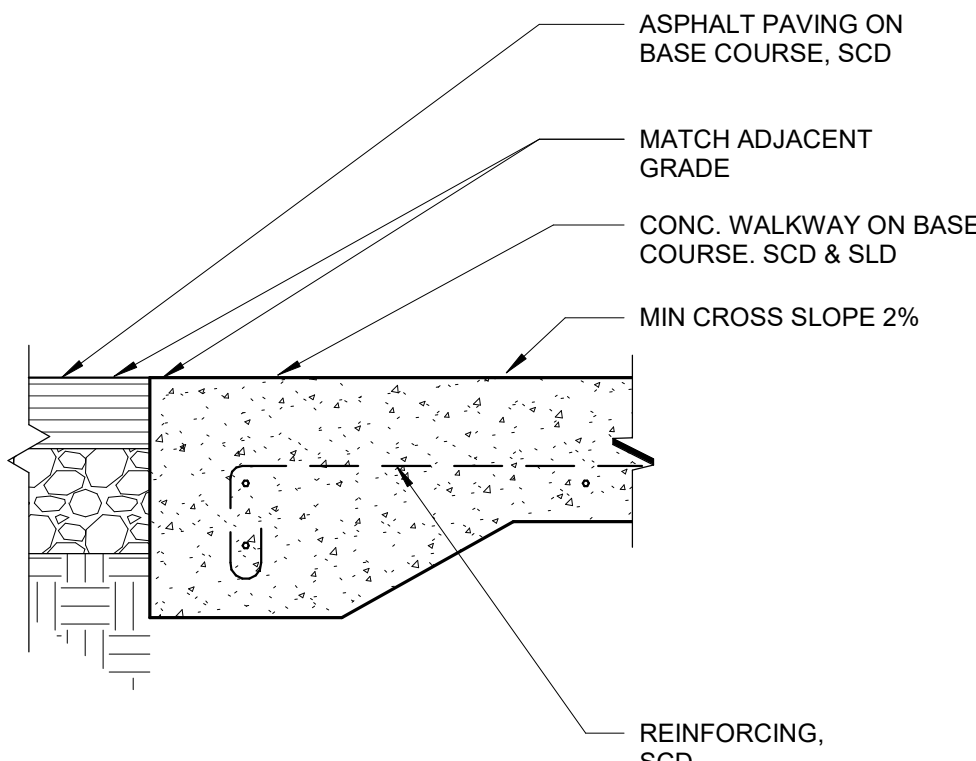 ASPHALT PAVING ON
BASE COURSE, SCD
MATCH ADJACENT
GRADE
CONC. WALKWAY ON BASE
COURSE. SCD & SLD
MIN CROSS SLOPE 2%
REINFORCING,
SCD